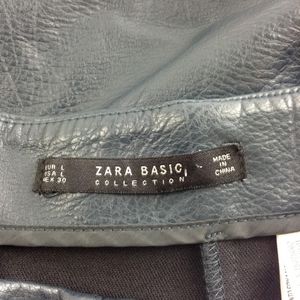 EUR L
USA L
MEX 30
ZARA BASIC
COLLECTION
MADE
IN
CHINA